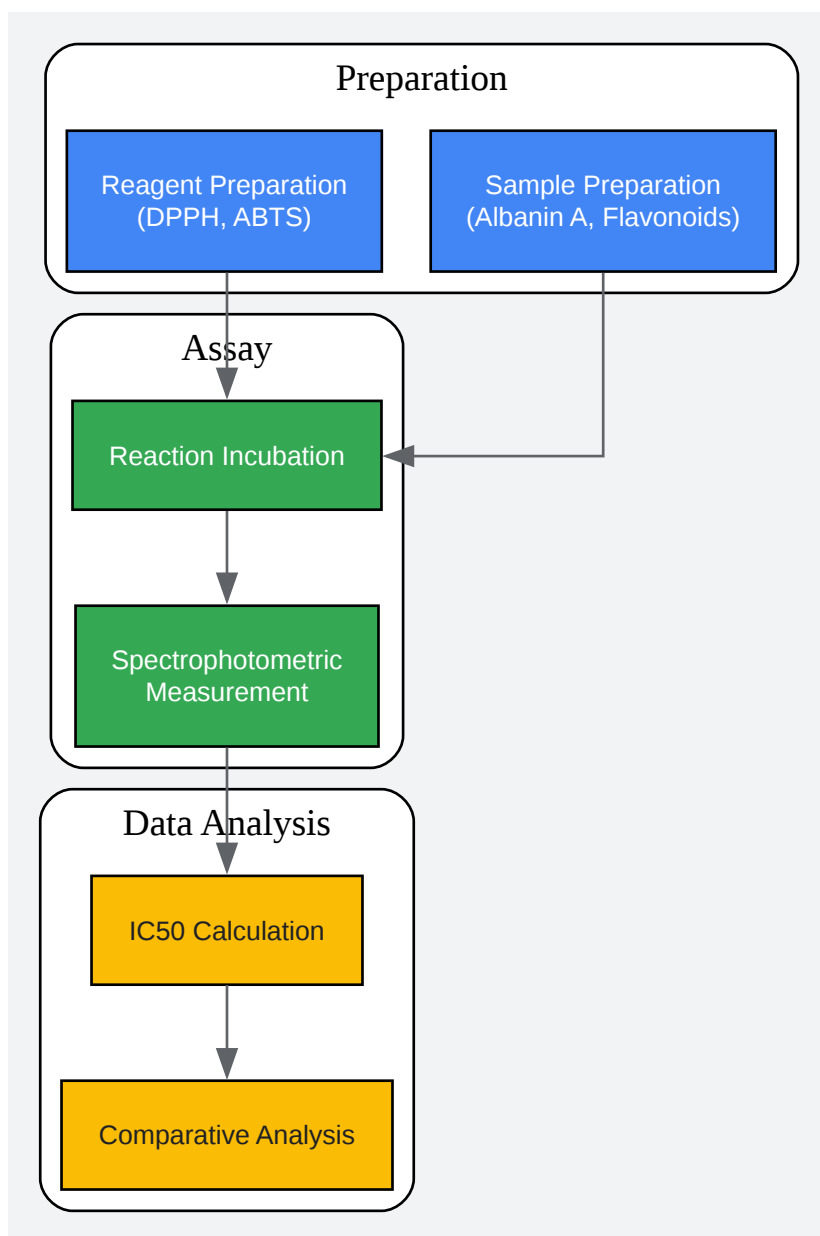 Preparation
Reagent Preparation
(DPPH, ABTS)
Sample Preparation
(Albanin A, Flavonoids)
Assay
Reaction Incubation
Spectrophotometric
Measurement
Data Analysis
IC50 Calculation
Comparative Analysis